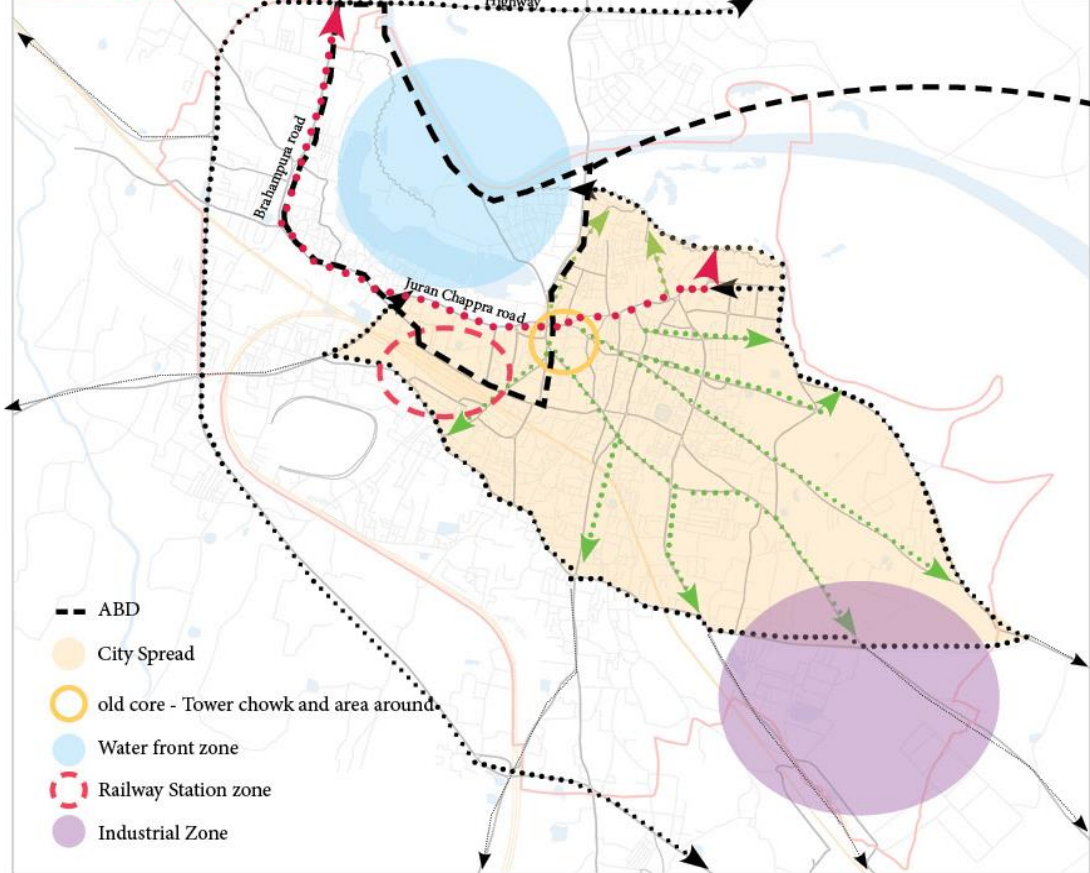 Highway
Brahampura road
Juran Chappra road
ABD
City Spread
old core - Tower chowk and area around
Water front zone
Railway Station zone
Industrial Zone